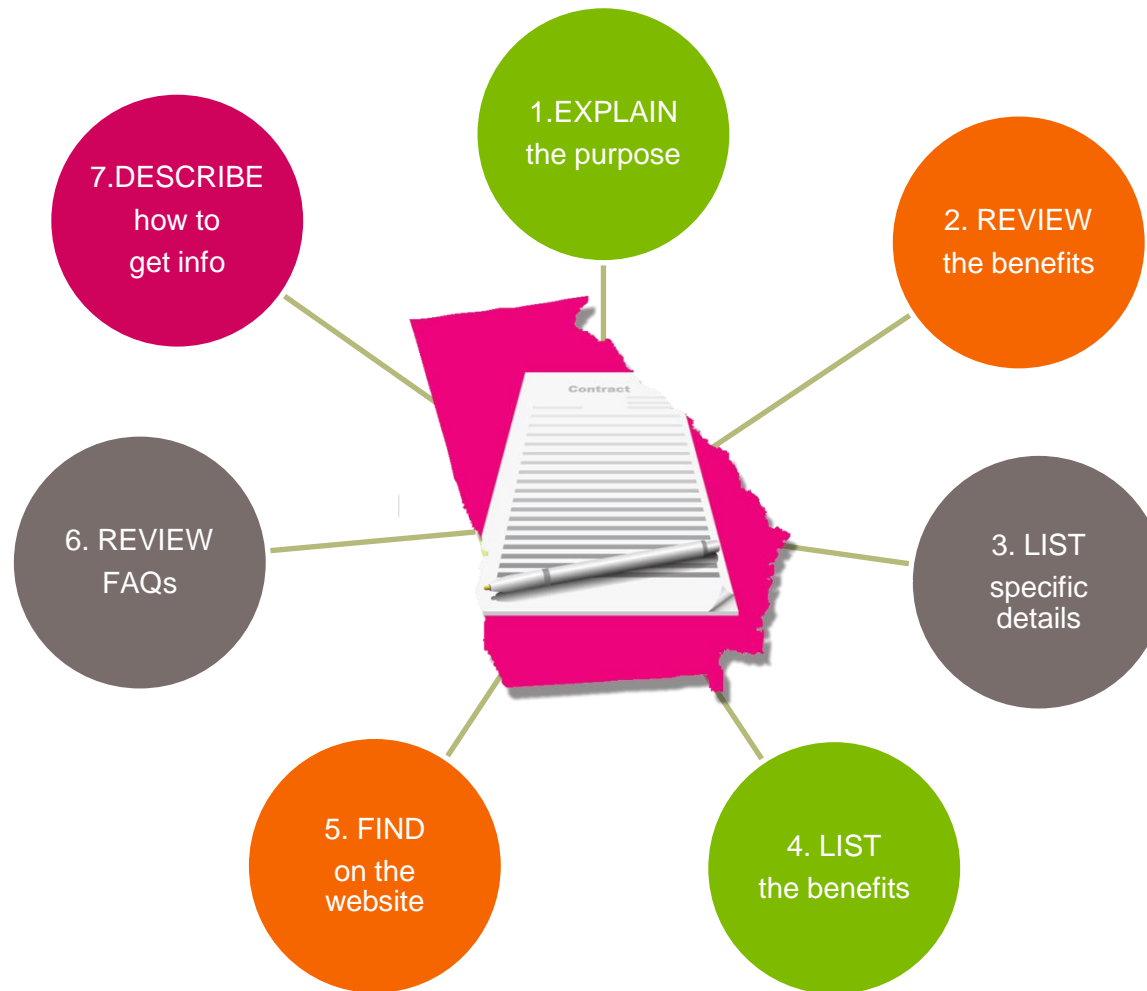 1.EXPLAIN
the purpose
2. REVIEW
the benefits
3. LIST
specific
details
4. LIST
the benefits
5. FIND
on the
website
6. REVIEW
FAQs
7.DESCRIBE
how to
get info
Contract